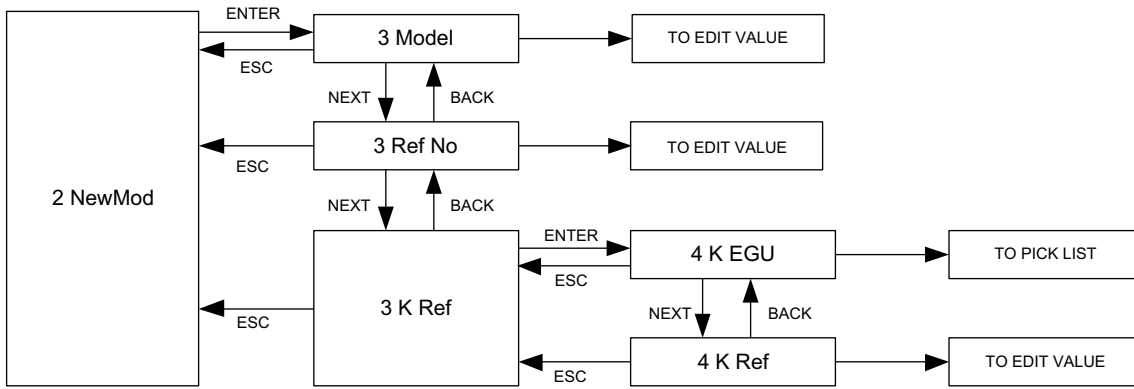 ENTER
3 Model
TO EDIT VALUE
ESC
NEXT
BACK
3 Ref No
TO EDIT VALUE
ESC
2 NewMod
NEXT
BACK
ENTER
4 K EGU
TO PICK LIST
ESC
3 K Ref
NEXT
BACK
ESC
4 K Ref
TO EDIT VALUE
ESC